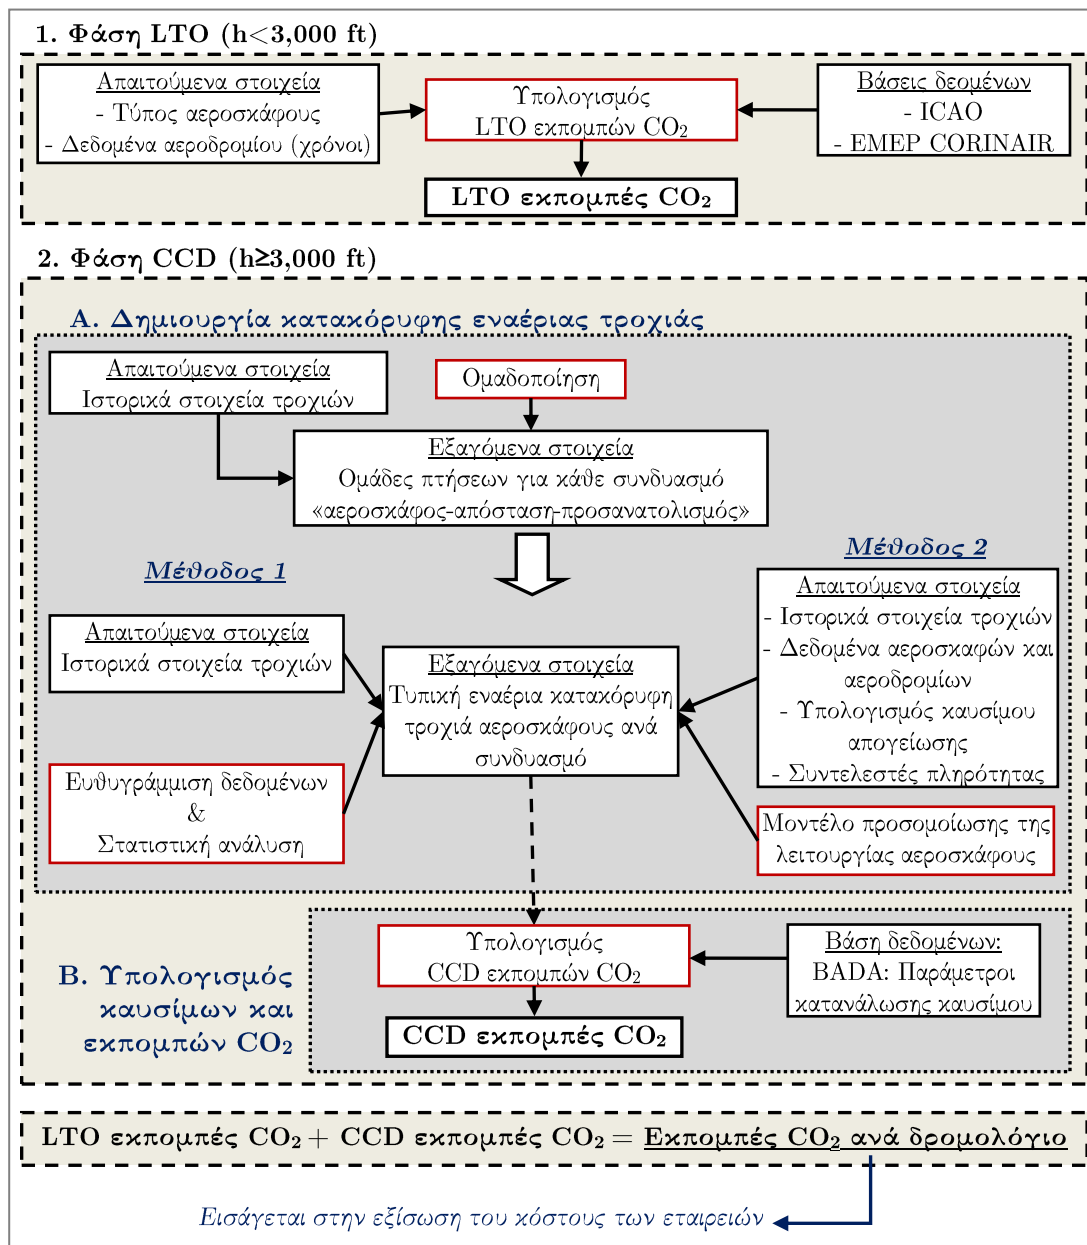 1. Φάση LTO (h<3,000 ft)
Απαιτούμενα στοιχεία
- Τύπος αεροσκάφους
- Δεδομένα αεροδρομίου (χρόνοι)
Υπολογισμός
LTO εκπομπών CO₂
Βάσεις δεομένων
- ICAO
- EMEP CORINAIR
LTO εκπομπές CO₂
2. Φάση CCD (h≥3,000 ft)
A. Δημιουργία κατακόρυφης εναέριας τροχιάς
Απαιτούμενα στοιχεία
Ιστορικά στοιχεία τροχιών
Ομαδοποίηση
Εξαγόμενα στοιχεία
Ομάδες πτήσεων για κάθε συνδυασμό
«αεροσκάφος-απόσταση-προσανατολισμός»
Μέθοδος 1
Απαιτούμενα στοιχεία
Ιστορικά στοιχεία τροχιών
Ευθυγράμμιση δεδομένων
&
Στατιστική ανάλυση
Εξαγόμενα στοιχεία
Τυπική εναέρια κατακόρυφη
τροχιά αεροσκάφους ανά
συνδυασμό
Μέθοδος 2
Απαιτούμενα στοιχεία
- Ιστορικά στοιχεία τροχιών
- Δεδομένα αεροσκαφών και
αεροδρομίων
- Υπολογισμός καυσίμου
απογείωσης
- Συντελεστές πληρότητας
Μοντέλο προσομοίωσης της
λειτουργίας αεροσκάφους
B. Υπολογισμός
καυσίμων και
εκπομπών CO₂
Υπολογισμός
CCD εκπομπών CO₂
Βάση δεδομένων:
BADA: Παράμετροι
κατανάλωσης καυσίμου
CCD εκπομπές CO₂
LTO εκπομπές CO₂ + CCD εκπομπές CO₂ = Εκπομπές CO₂ ανά δρομολόγιο
Εισάγεται στην εξίσωση του κόστους των εταιρειών